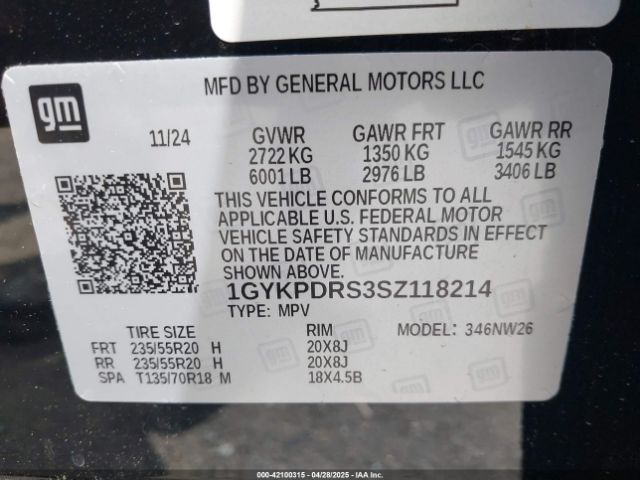 MFD BY GENERAL MOTORS LLC
gm
11/24 GVWR GAWR FRT GAWR RR
2722 KG 1350 KG 1545 KG
6001 LB 2976 LB 3406 LB
THIS VEHICLE CONFORMS TO ALL
APPLICABLE U.S. FEDERAL MOTOR
VEHICLE SAFETY STANDARDS IN EFFECT
ON THE DATE OF MANUFACTURE
SHOWN ABOVE.
1GYKPDRS3SZ118214
TYPE: MPV
TIRE SIZE RIM MODEL: 346NW26
FRT 235/55R20 H 20X8J
RR 235/55R20 H 20X8J
SPA T135/70R18 M 18X4.5B
000-42100315 - 04/28/2025 - IAAI.COM